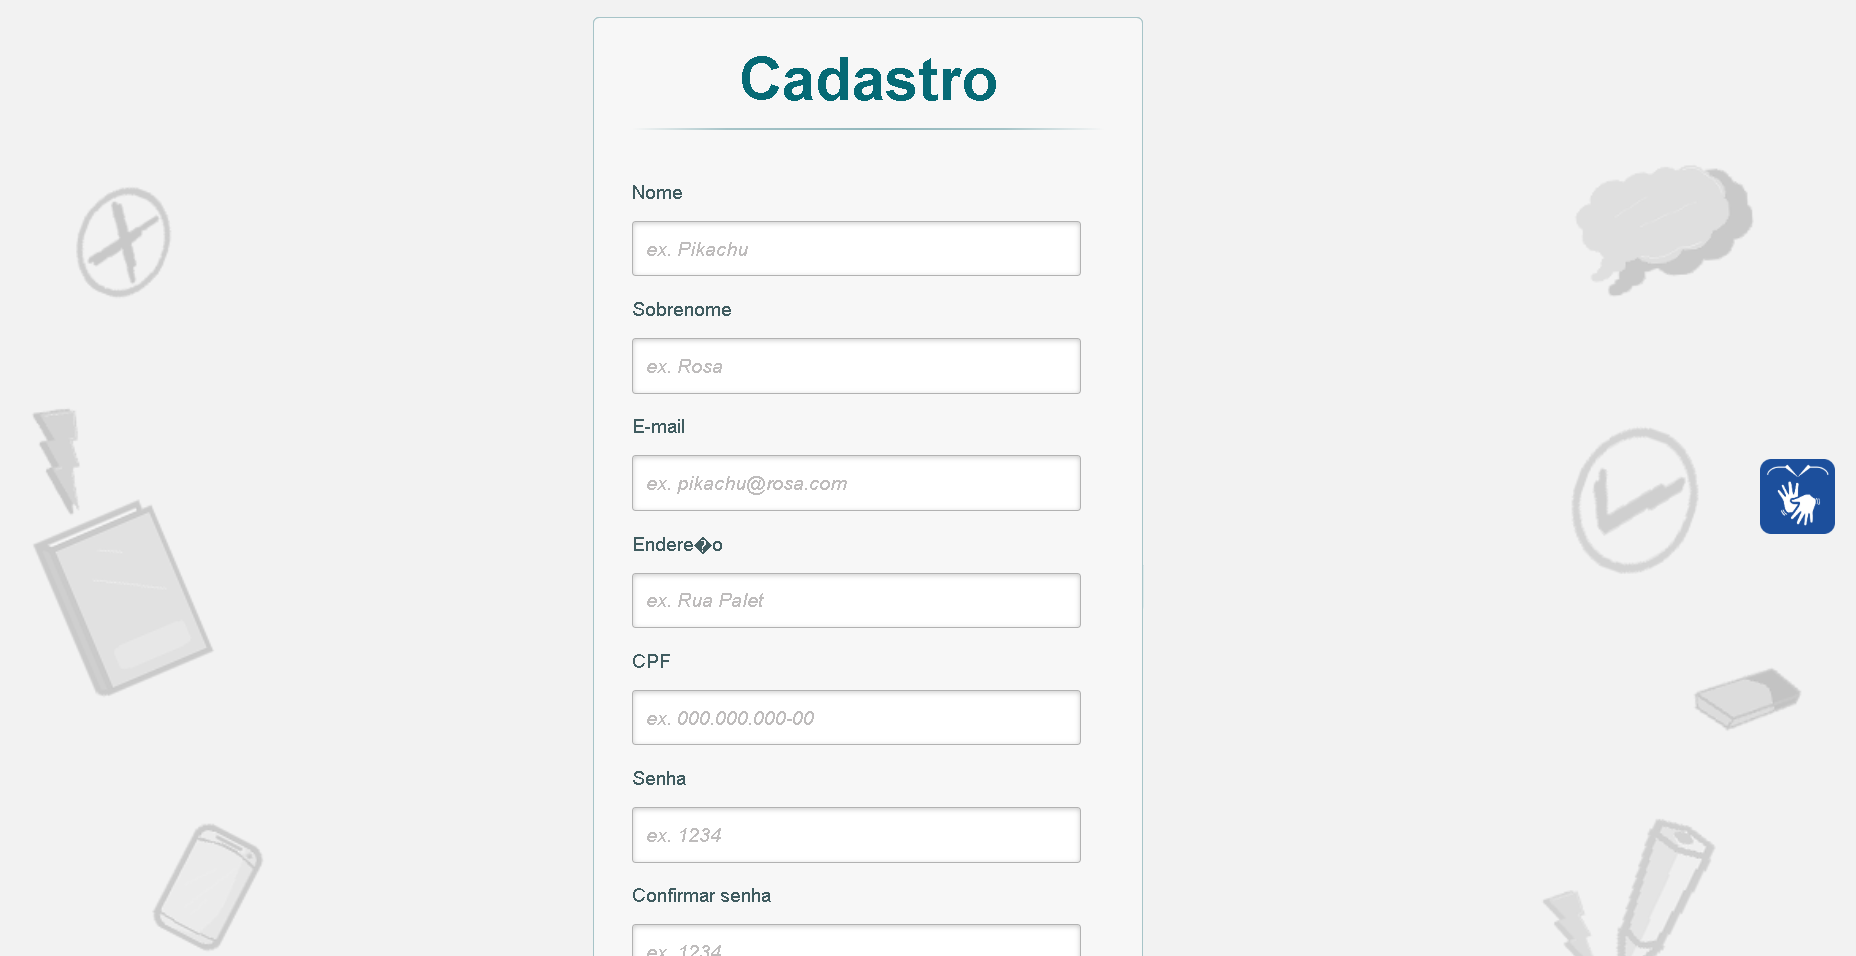 Cadastro
Nome
ex. Pikachu
Sobrenome
ex. Rosa
E-mail
ex. pikachu@rosa.com
Endere�o
ex. Rua Palet
CPF
ex. 000.000.000-00
Senha
ex. 1234
Confirmar senha
ex. 1234